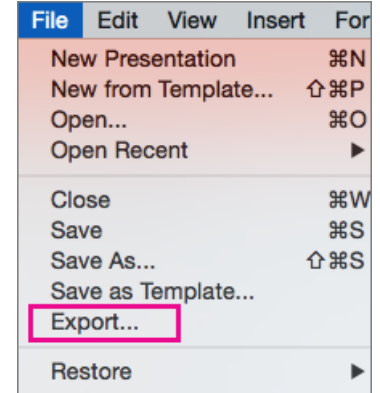 File Edit View Insert For
New Presentation ⌘N
New from Template... ⇧⌘P
Open... ⌘O
Open Recent ▶
Close ⌘W
Save ⌘S
Save As... ⇧⌘S
Save as Template...
Export...
Restore ▶